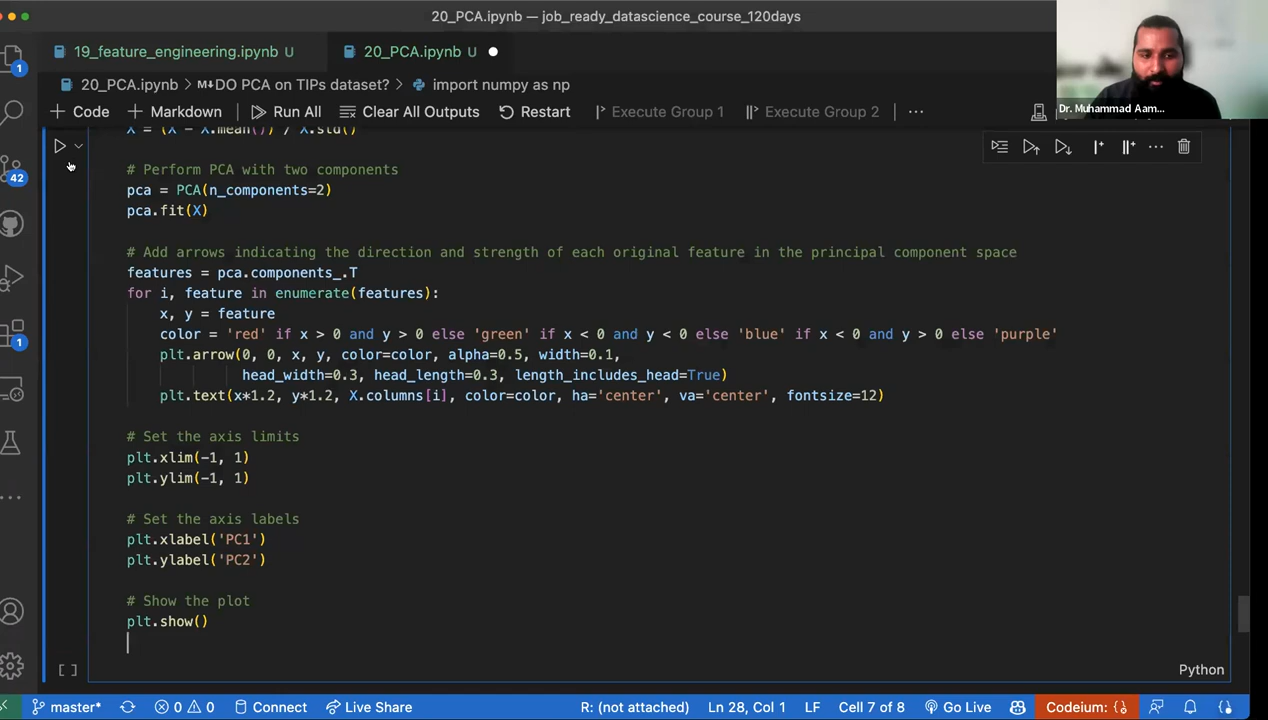 20_PCA.ipynb — job_ready_datascience_course_120days
19_feature_engineering.ipynb U
20_PCA.ipynb U
20_PCA.ipynb > M↓DO PCA on TIPs dataset? > import numpy as np
+ Code + Markdown Run All Clear All Outputs Restart Execute Group 1 Execute Group 2 ...
Dr. Muhammad Aam...
X = (X - X.mean()) / X.std()
# Perform PCA with two components
pca = PCA(n_components=2)
pca.fit(X)
# Add arrows indicating the direction and strength of each original feature in the principal component space
features = pca.components_.T
for i, feature in enumerate(features):
x, y = feature
color = 'red' if x > 0 and y > 0 else 'green' if x < 0 and y < 0 else 'blue' if x < 0 and y > 0 else 'purple'
plt.arrow(0, 0, x, y, color=color, alpha=0.5, width=0.1,
head_width=0.3, head_length=0.3, length_includes_head=True)
plt.text(x*1.2, y*1.2, X.columns[i], color=color, ha='center', va='center', fontsize=12)
# Set the axis limits
plt.xlim(-1, 1)
plt.ylim(-1, 1)
# Set the axis labels
plt.xlabel('PC1')
plt.ylabel('PC2')
# Show the plot
plt.show()
[ ]
Python
1
42
1
master* 0 0 Connect Live Share R: (not attached) Ln 28, Col 1 LF Cell 7 of 8 Go Live Codeium: {}